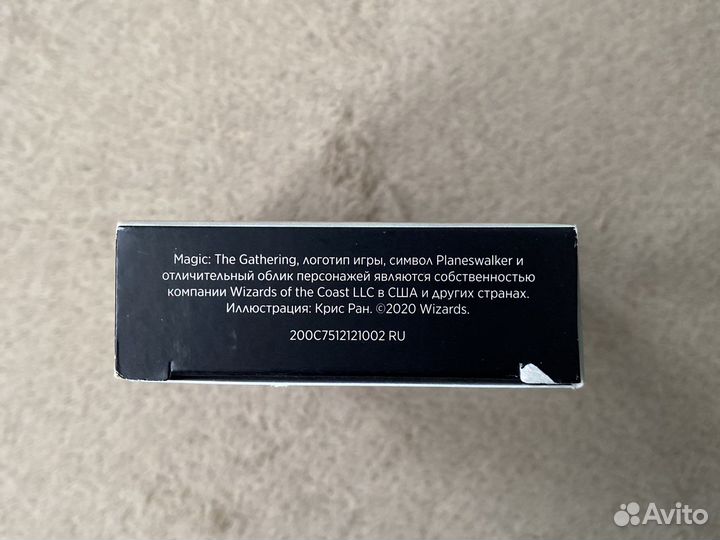 Magic: The Gathering, логотип игры, символ Planeswalker и
отличительный облик персонажей являются собственностью
компании Wizards of the Coast LLC в США и других странах.
Иллюстрация: Крис Ран. ©2020 Wizards.
200C7512121002 RU
Avito